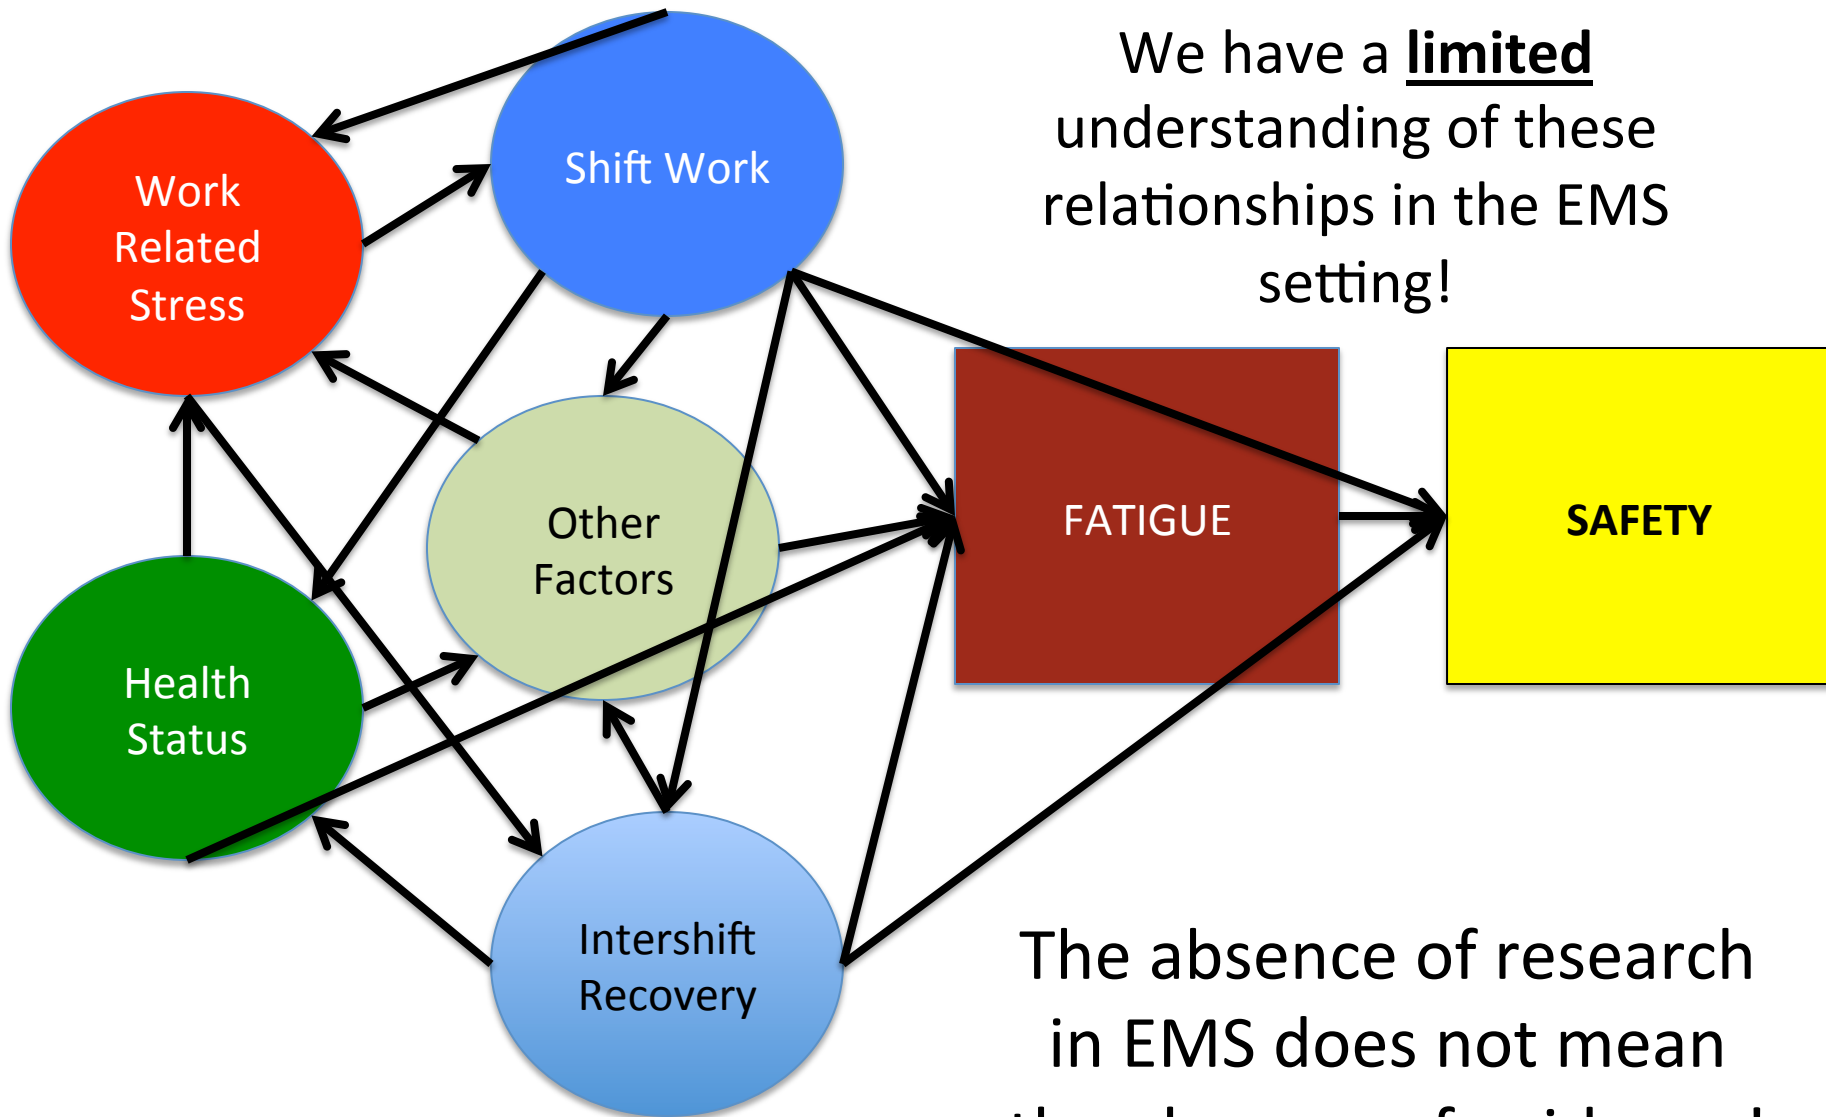 We have a limited
understanding of these
relationships in the EMS
setting!
Shift Work
Work
Related
Stress
Other
Factors
FATIGUE
SAFETY
Health
Status
Intershift
Recovery
The absence of research
in EMS does not mean